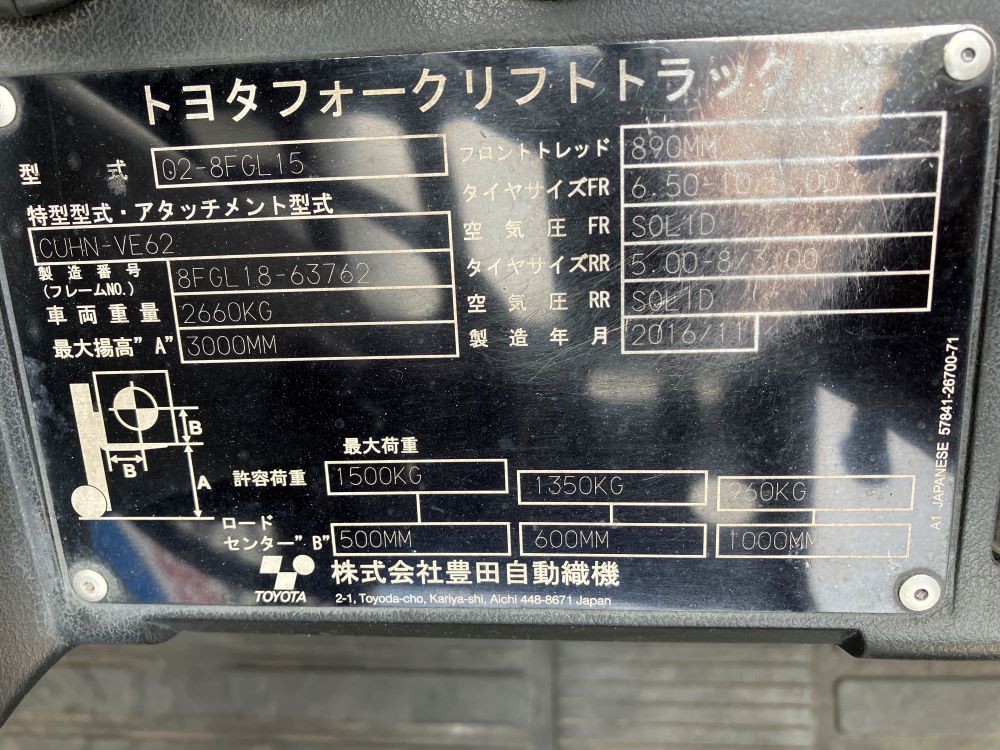 トヨタフォークリフトトラック
型 式 02-8FGL15
特型型式・アタッチメント型式
CUHN-VE62
製造番号
(フレームNO.) 8FGL18-63762
車両重量 2660KG
最大揚高"A" 3000MM
フロントトレッド 890MM
タイヤサイズFR 6.50-10/5.00
空気圧 FR SOLID
タイヤサイズRR 5.00-8/3.00
空気圧 RR SOLID
製造年月 2016/11
B
B
A
最大荷重
許容荷重 1500KG 1350KG 960KG
ロード
センター"B" 500MM 600MM 1000MM
TOYOTA
株式会社豊田自動織機
2-1, Toyoda-cho, Kariya-shi, Aichi 448-8671 Japan
A1 JAPANESE 57841-26700-71